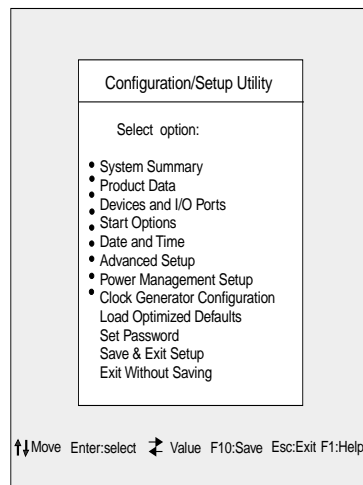 Configuration/Setup Utility
Select option:
• System Summary
• Product Data
• Devices and I/O Ports
• Start Options
• Date and Time
• Advanced Setup
• Power Management Setup
• Clock Generator Configuration
Load Optimized Defaults
Set Password
Save & Exit Setup
Exit Without Saving
↑↓Move Enter:select ⇄ Value F10:Save Esc:Exit F1:Help